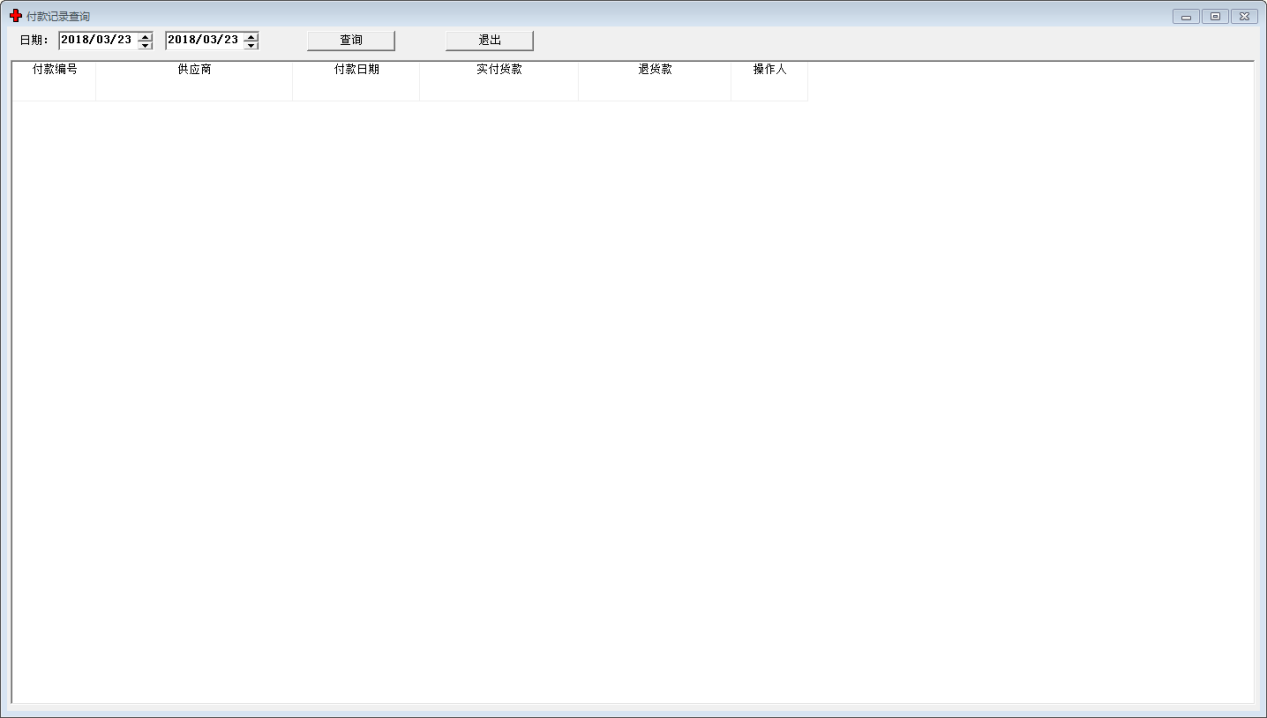 付款记录查询
日期: 2018/03/23 2018/03/23 查询 退出
付款编号 供应商 付款日期 实付货款 退货款 操作人